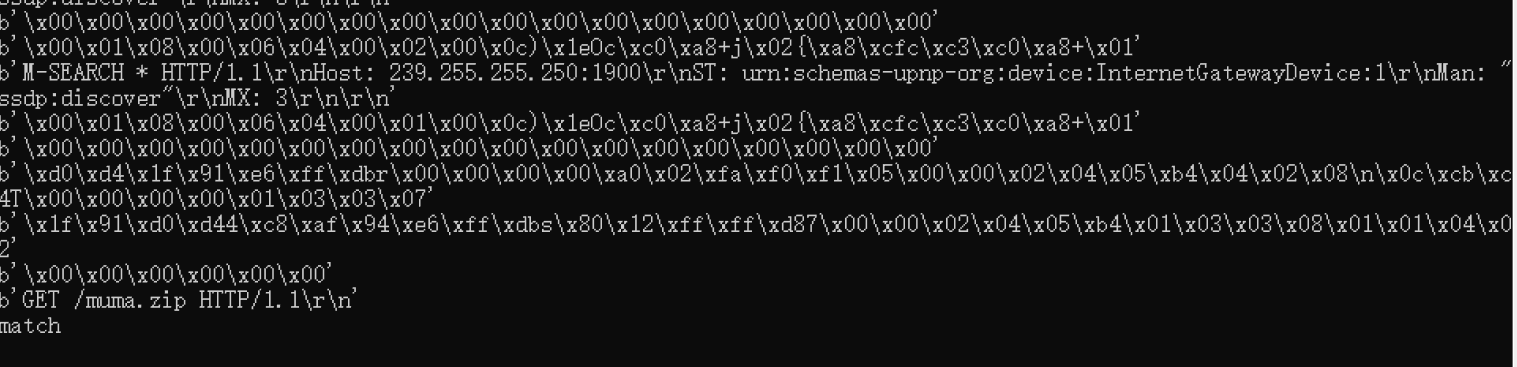 ssdp:discover"\r\nMX: 3\r\n\r\n'
b'\x00\x00\x00\x00\x00\x00\x00\x00\x00\x00\x00\x00\x00\x00\x00\x00\x00\x00'
b'\x00\x01\x08\x00\x06\x04\x00\x02\x00\x0c)\x1eOc\xc0\xa8+j\x02{\xa8\xcfc\xc3\xc0\xa8+\x01'
b'M-SEARCH * HTTP/1.1\r\nHost: 239.255.255.250:1900\r\nST: urn:schemas-upnp-org:device:InternetGatewayDevice:1\r\nMan: "
ssdp:discover"\r\nMX: 3\r\n\r\n'
b'\x00\x01\x08\x00\x06\x04\x00\x01\x00\x0c)\x1eOc\xc0\xa8+j\x02{\xa8\xcfc\xc3\xc0\xa8+\x01'
b'\x00\x00\x00\x00\x00\x00\x00\x00\x00\x00\x00\x00\x00\x00\x00\x00\x00\x00'
b'\xd0\xd4\x1f\x91\xe6\xff\xdbr\x00\x00\x00\x00\xa0\x02\xfa\xf0\xf1\x05\x00\x00\x02\x04\x05\xb4\x04\x02\x08\n\x0c\xcb\xc
4T\x00\x00\x00\x00\x01\x03\x03\x07'
b'\x1f\x91\xd0\xd44\xc8\xaf\x94\xe6\xff\xdbs\x80\x12\xff\xff\xd87\x00\x00\x02\x04\x05\xb4\x01\x03\x03\x08\x01\x01\x04\x0
2'
b'\x00\x00\x00\x00\x00\x00'
b'GET /muma.zip HTTP/1.1\r\n'
match